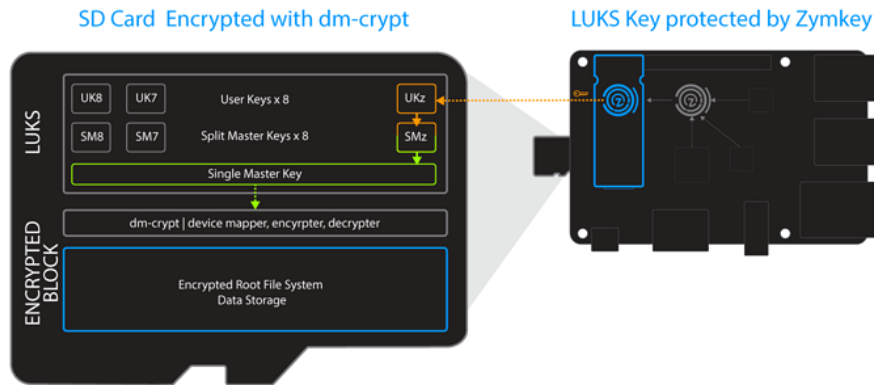 SD Card Encrypted with dm-crypt
LUKS Key protected by Zymkey
LUKS
UK8 UK7 User Keys x 8 UKz
SM8 SM7 Split Master Keys x 8 SMz
Single Master Key
ENCRYPTED
BLOCK
dm-crypt | device mapper, encyrpter, decrypter
Encrypted Root File System
Data Storage
Z
Z